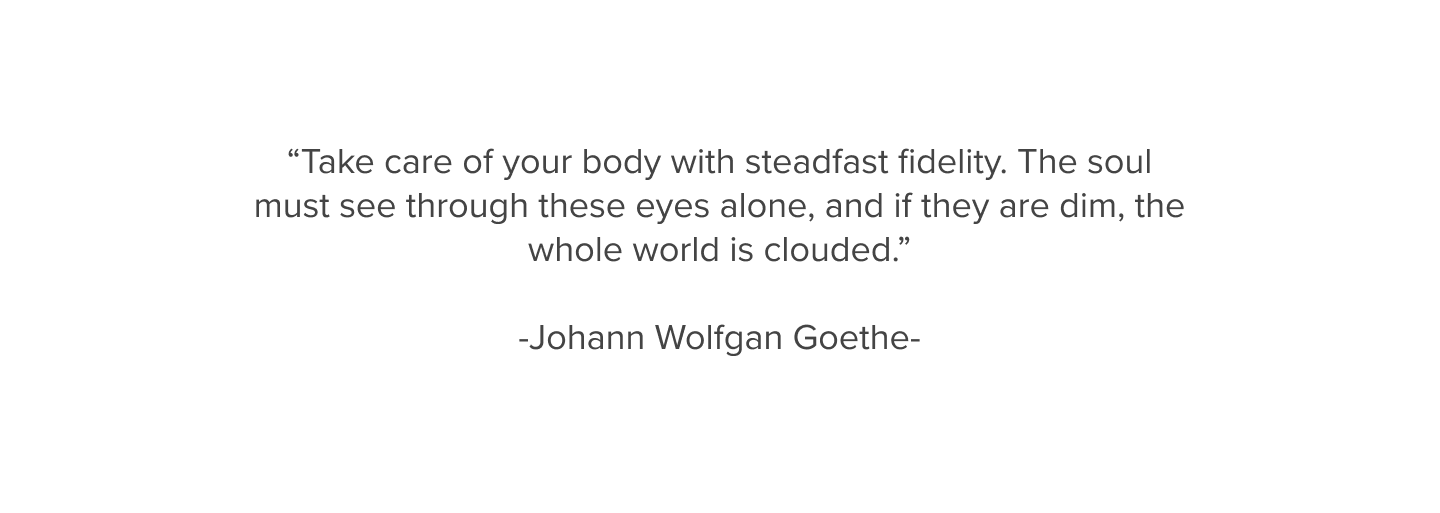 “Take care of your body with steadfast fidelity. The soul
must see through these eyes alone, and if they are dim, the
whole world is clouded.”
-Johann Wolfgan Goethe-